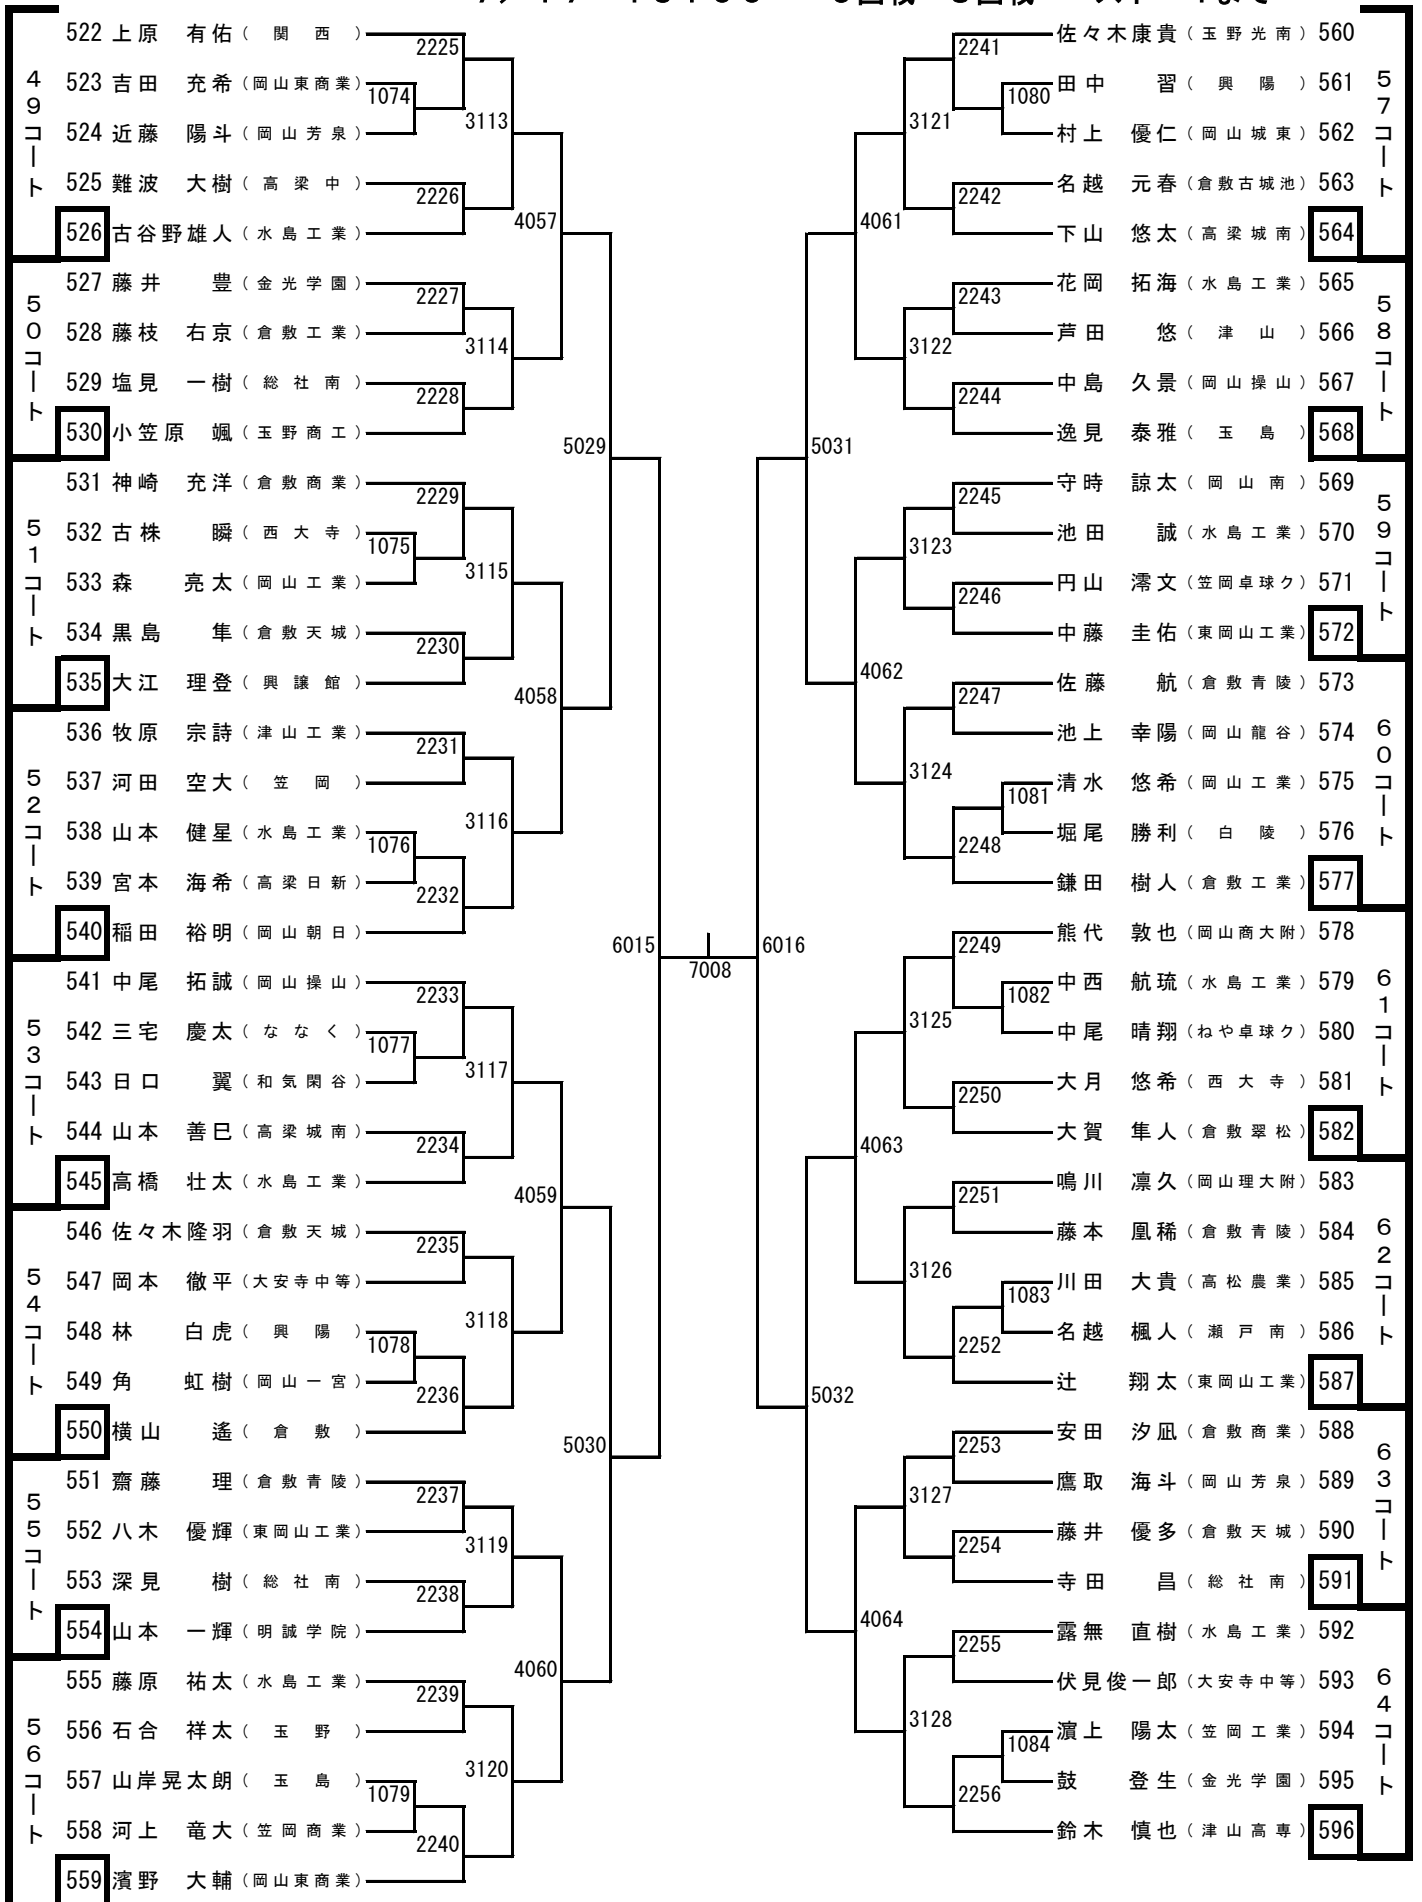 522 上原 有佑 (関西)
523 吉田 充希 (岡山東商業)
524 近藤 陽斗 (岡山芳泉)
525 難波 大樹 (高梁中)
526 古谷野雄人 (水島工業)
527 藤井 豊 (金光学園)
528 藤枝 右京 (倉敷工業)
529 塩見 一樹 (総社南)
530 小笠原 颯 (玉野商工)
531 神崎 充洋 (倉敷商業)
532 古株 瞬 (西大寺)
533 森 亮太 (岡山工業)
534 黒島 隼 (倉敷天城)
535 大江 理登 (興譲館)
536 牧原 宗詩 (津山工業)
537 河田 空大 (笠岡)
538 山本 健星 (水島工業)
539 宮本 海希 (高梁日新)
540 稲田 裕明 (岡山朝日)
541 中尾 拓誠 (岡山操山)
542 三宅 慶太 (ななく)
543 日口 翼 (和気閑谷)
544 山本 善巳 (高梁城南)
545 高橋 壮太 (水島工業)
546 佐々木隆羽 (倉敷天城)
547 岡本 徹平 (大安寺中等)
548 林 白虎 (興陽)
549 角 虹樹 (岡山一宮)
550 横山 遙 (倉敷)
551 齋藤 理 (倉敷青陵)
552 八木 優輝 (東岡山工業)
553 深見 樹 (総社南)
554 山本 一輝 (明誠学院)
555 藤原 祐太 (水島工業)
556 石合 祥太 (玉野)
557 山岸晃太朗 (玉島)
558 河上 竜大 (笠岡商業)
559 濱野 大輔 (岡山東商業)
49コート
50コート
51コート
52コート
53コート
54コート
55コート
56コート
1074
1075
1076
1077
1078
1079
2225
2226
2227
2228
2229
2230
2231
2232
2233
2234
2235
2236
2237
2238
2239
2240
3113
3114
3115
3116
3117
3118
3119
3120
4057
4058
4059
4060
5029
5030
6015
7008
6016
5031
5032
4061
4062
4063
4064
3121
3122
3123
3124
3125
3126
3127
3128
2241
2242
2243
2244
2245
2246
2247
2248
2249
2250
2251
2252
2253
2254
2255
2256
1080
1081
1082
1083
1084
佐々木康貴 (玉野光南) 560
田中 習 (興陽) 561
村上 優仁 (岡山城東) 562
名越 元春 (倉敷古城池) 563
下山 悠太 (高梁城南) 564
花岡 拓海 (水島工業) 565
芦田 悠 (津山) 566
中島 久景 (岡山操山) 567
逸見 泰雅 (玉島) 568
守時 諒太 (岡山南) 569
池田 誠 (水島工業) 570
円山 澪文 (笠岡卓球ク) 571
中藤 圭佑 (東岡山工業) 572
佐藤 航 (倉敷青陵) 573
池上 幸陽 (岡山龍谷) 574
清水 悠希 (岡山工業) 575
堀尾 勝利 (白陵) 576
鎌田 樹人 (倉敷工業) 577
熊代 敦也 (岡山商大附) 578
中西 航琉 (水島工業) 579
中尾 晴翔 (ねや卓球ク) 580
大月 悠希 (西大寺) 581
大賀 隼人 (倉敷翠松) 582
鳴川 凛久 (岡山理大附) 583
藤本 凰稀 (倉敷青陵) 584
川田 大貴 (高松農業) 585
名越 楓人 (瀬戸南) 586
辻 翔太 (東岡山工業) 587
安田 汐凪 (倉敷商業) 588
鷹取 海斗 (岡山芳泉) 589
藤井 優多 (倉敷天城) 590
寺田 昌 (総社南) 591
露無 直樹 (水島工業) 592
伏見俊一郎 (大安寺中等) 593
濵上 陽太 (笠岡工業) 594
鼓 登生 (金光学園) 595
鈴木 慎也 (津山高専) 596
57コート
58コート
59コート
60コート
61コート
62コート
63コート
64コート